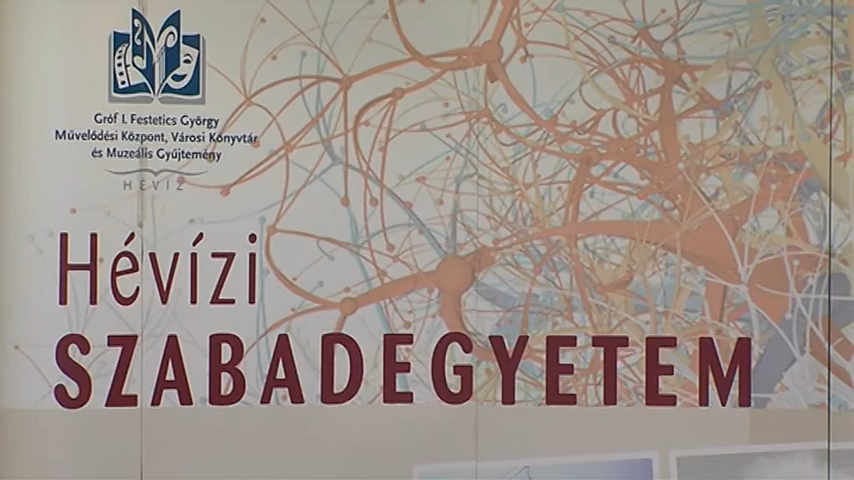 Gróf I. Festetics György
Művelődési Központ, Városi Könyvtár
és Muzeális Gyűjtemény
HÉVÍZ
Hévízi
SZABADEGYETEM